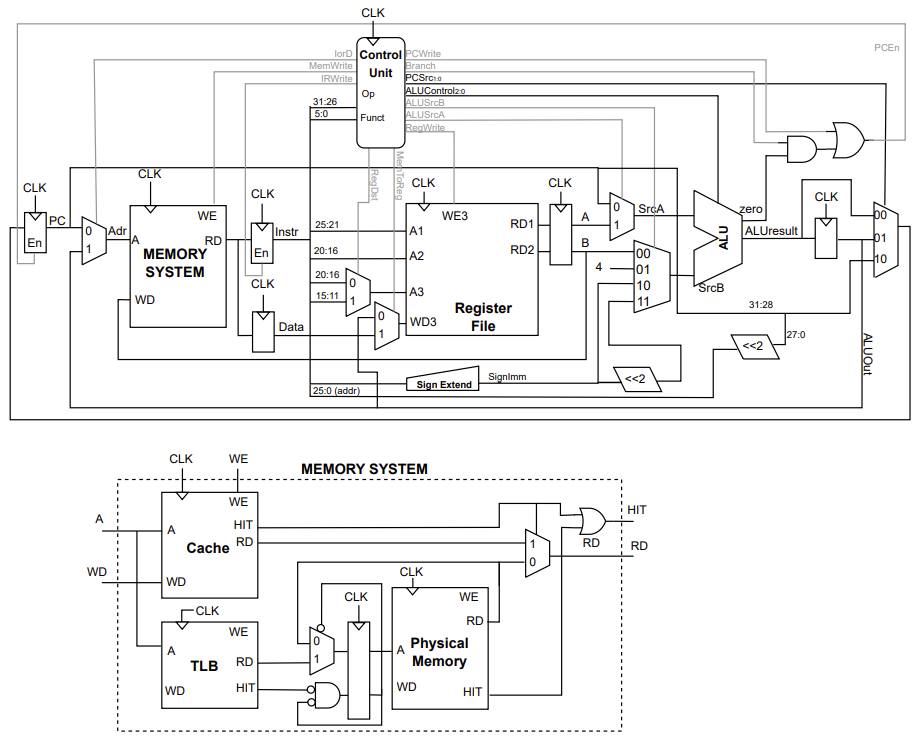 CLK
IorD
MemWrite
IRWrite
Control
Unit
Op
Funct
PCWrite
Branch
PCSrc1:0
ALUControl2:0
ALUSrcB
ALUSrcA
RegWrite
PCEn
31:26
5:0
RegDst
MemToReg
CLK
PC
En
0
1
Adr
CLK
WE
A
RD
MEMORY
SYSTEM
WD
CLK
Instr
En
CLK
Data
25:21
20:16
20:16
15:11
0
1
0
1
CLK
WE3
A1
A2
A3
WD3
RD1
RD2
Register
File
CLK
A
B
4
0
1
SrcA
00
01
10
11
SrcB
ALU
zero
ALUresult
CLK
00
01
10
31:28
27:0
<<2
ALUOut
Sign Extend
SignImm
<<2
25:0 (addr)
MEMORY SYSTEM
CLK
WE
A
WD
WE
A
HIT
RD
Cache
WD
CLK
WE
A
RD
TLB
WD
HIT
0
1
CLK
CLK
WE
RD
A
Physical
Memory
WD
HIT
1
0
RD
HIT
RD